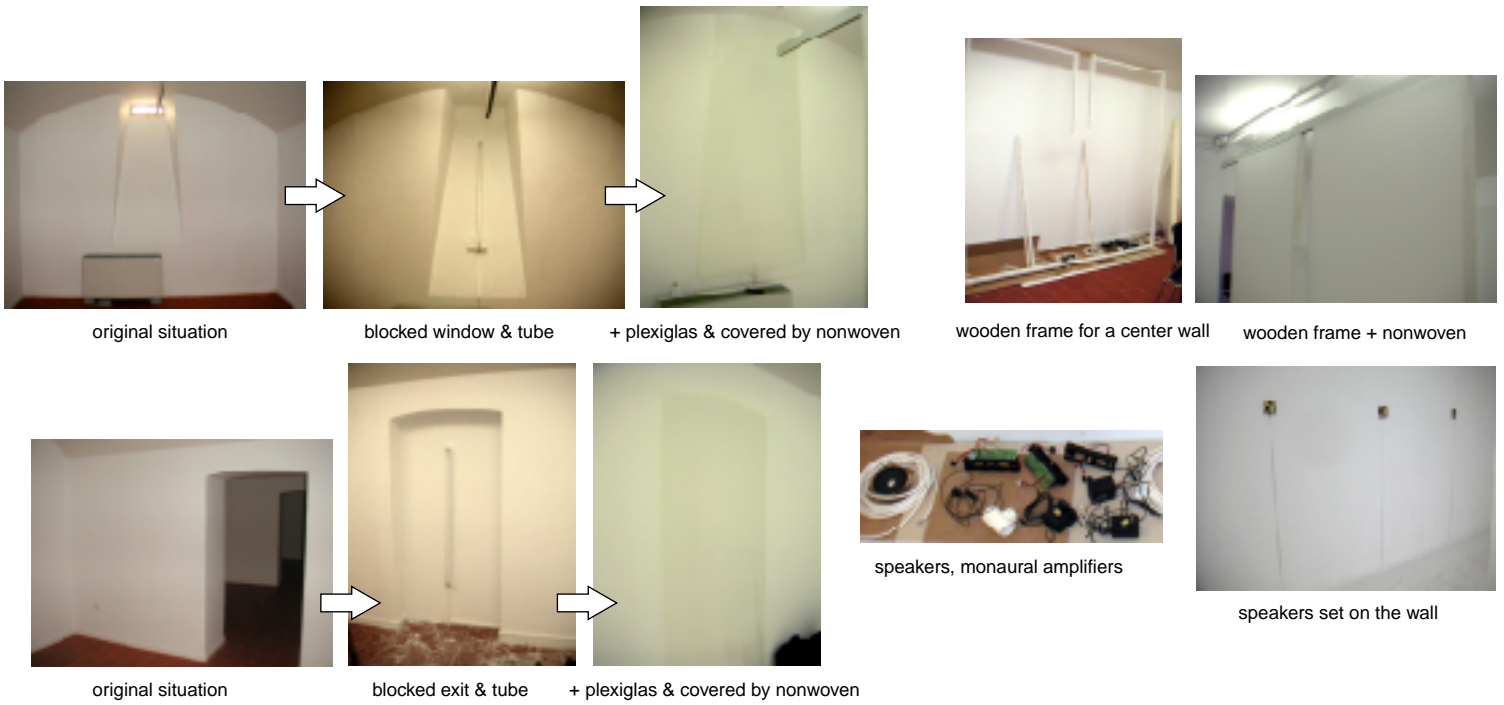 original situation
blocked window & tube
+ plexiglas & covered by nonwoven
wooden frame for a center wall
wooden frame + nonwoven
speakers, monaural amplifiers
speakers set on the wall
original situation
blocked exit & tube
+ plexiglas & covered by nonwoven